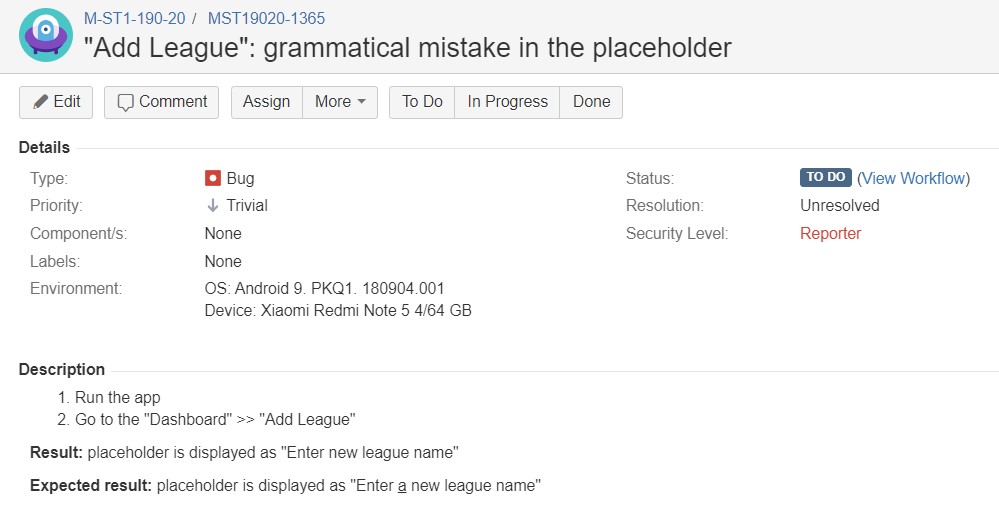 M-ST1-190-20 / MST19020-1365
"Add League": grammatical mistake in the placeholder
Edit Comment Assign More To Do In Progress Done
Details
Type: Bug Status: TO DO (View Workflow)
Priority: Trivial Resolution: Unresolved
Component/s: None Security Level: Reporter
Labels: None
Environment: OS: Android 9. PKQ1. 180904.001
Device: Xiaomi Redmi Note 5 4/64 GB
Description
1. Run the app
2. Go to the "Dashboard" >> "Add League"
Result: placeholder is displayed as "Enter new league name"
Expected result: placeholder is displayed as "Enter a new league name"